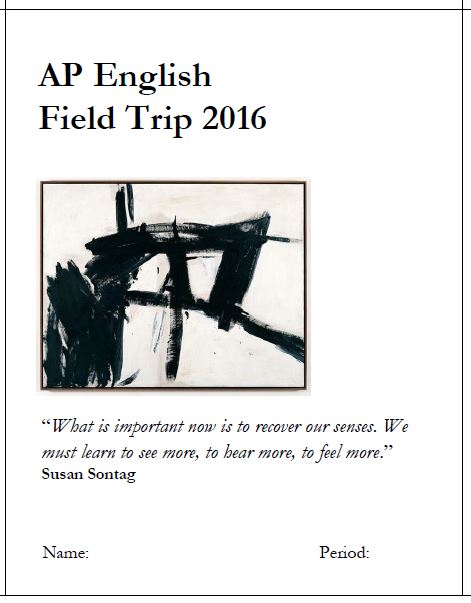 AP English
Field Trip 2016
“What is important now is to recover our senses. We
must learn to see more, to hear more, to feel more.”
Susan Sontag
Name: Period: